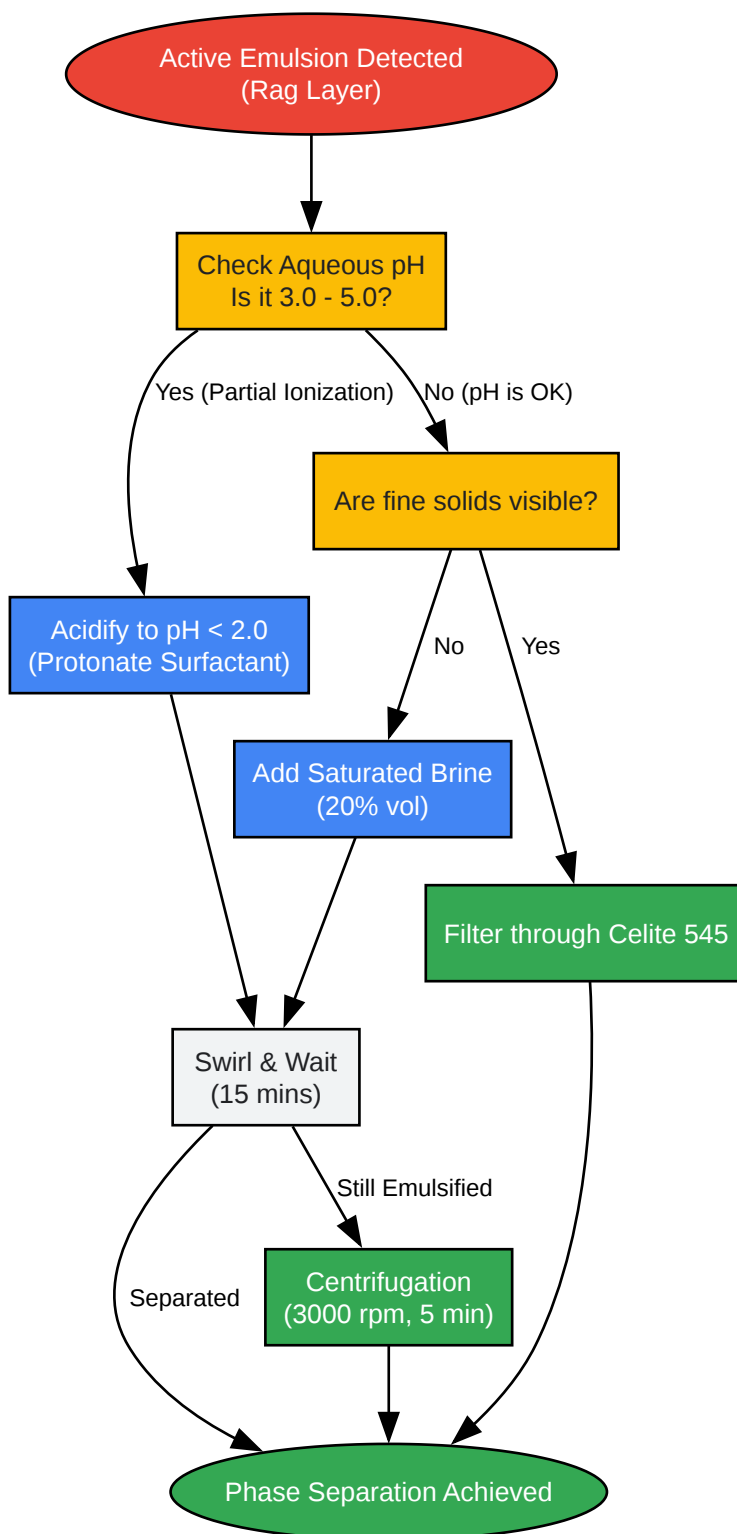 Active Emulsion Detected
(Rag Layer)
Check Aqueous pH
Is it 3.0 - 5.0?
Yes (Partial Ionization)
No (pH is OK)
Are fine solids visible?
Acidify to pH < 2.0
(Protonate Surfactant)
No
Yes
Add Saturated Brine
(20% vol)
Filter through Celite 545
Swirl & Wait
(15 mins)
Still Emulsified
Separated
Centrifugation
(3000 rpm, 5 min)
Phase Separation Achieved